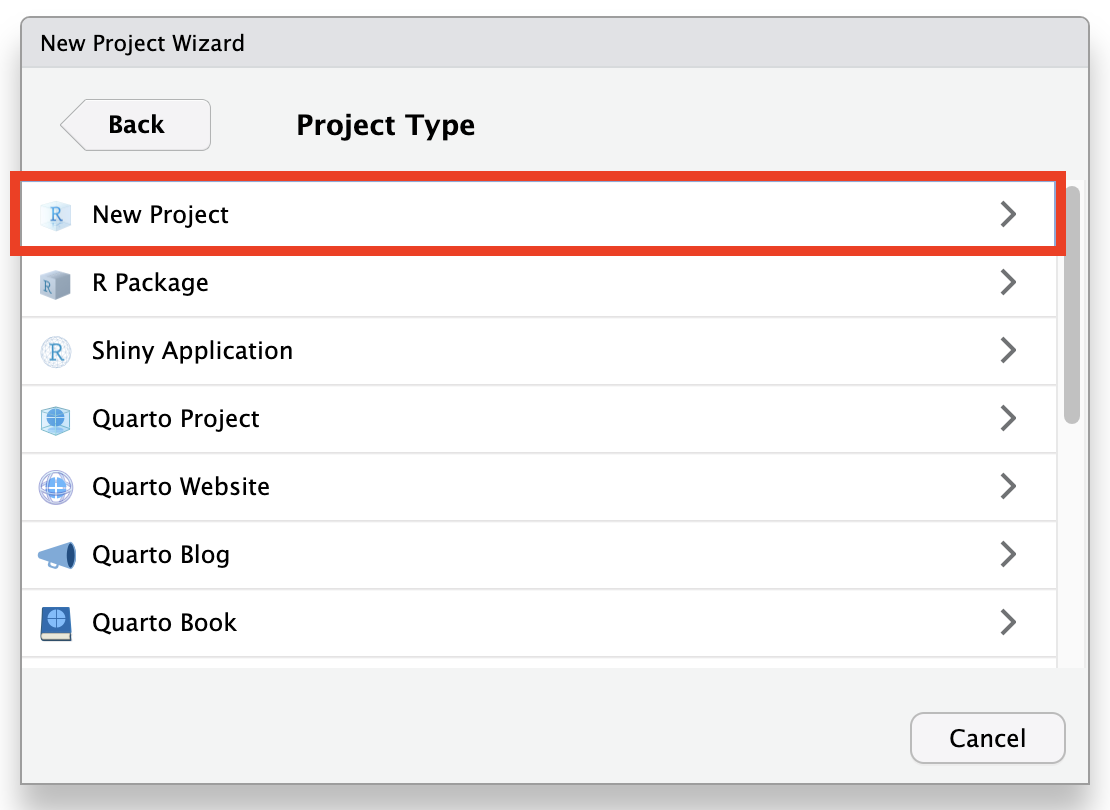 New Project Wizard
Back
Project Type
R New Project
R R Package
R Shiny Application
Quarto Project
Quarto Website
Quarto Blog
Quarto Book
Cancel